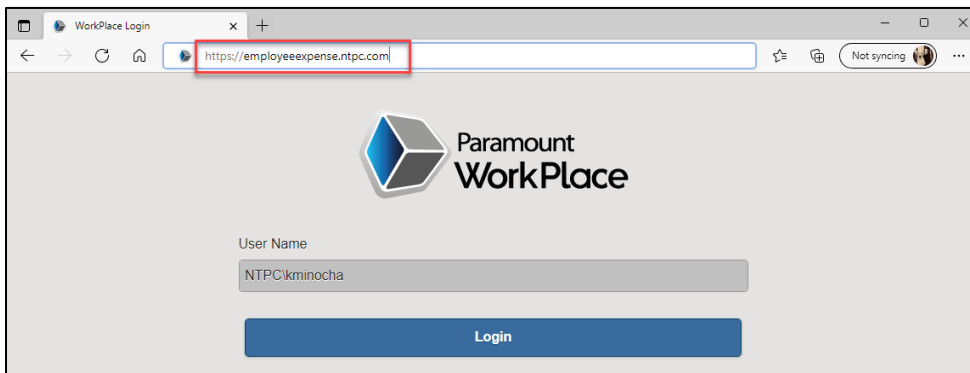 WorkPlace Login
https://employeeexpense.ntpc.com
Not syncing
Paramount
WorkPlace
User Name
NTPC\kminocha
Login